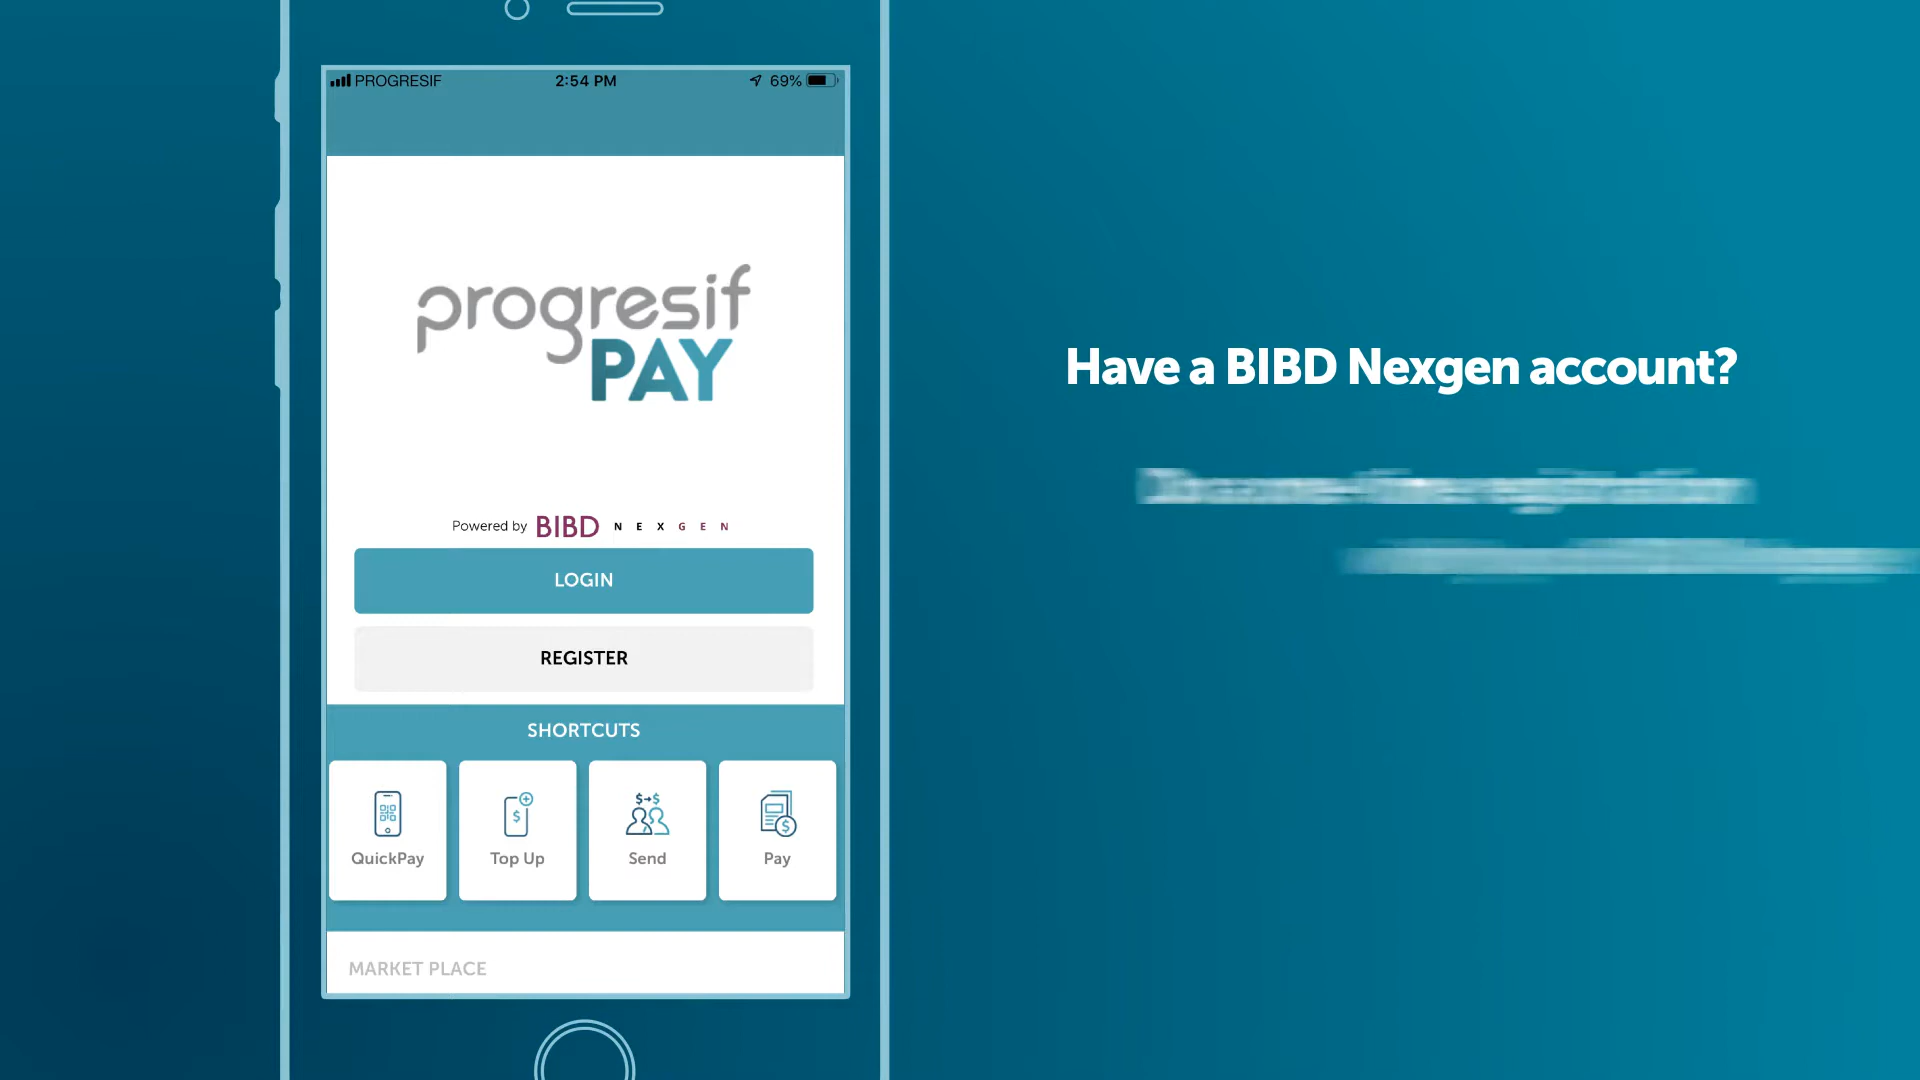 PROGRESIF 2:54 PM 69%
progresif
PAY
Powered by BIBD NEXGEN
LOGIN
REGISTER
SHORTCUTS
QuickPay Top Up Send Pay
MARKET PLACE
Have a BIBD Nexgen account?